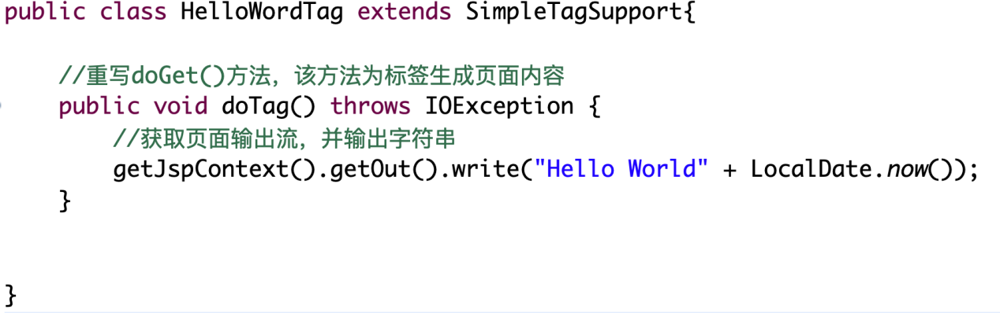 public class HelloWordTag extends SimpleTagSupport{
//重写doGet()方法，该方法为标签生成页面内容
public void doTag() throws IOException {
//获取页面输出流，并输出字符串
getJspContext().getOut().write("Hello World" + LocalDate.now());
}
}